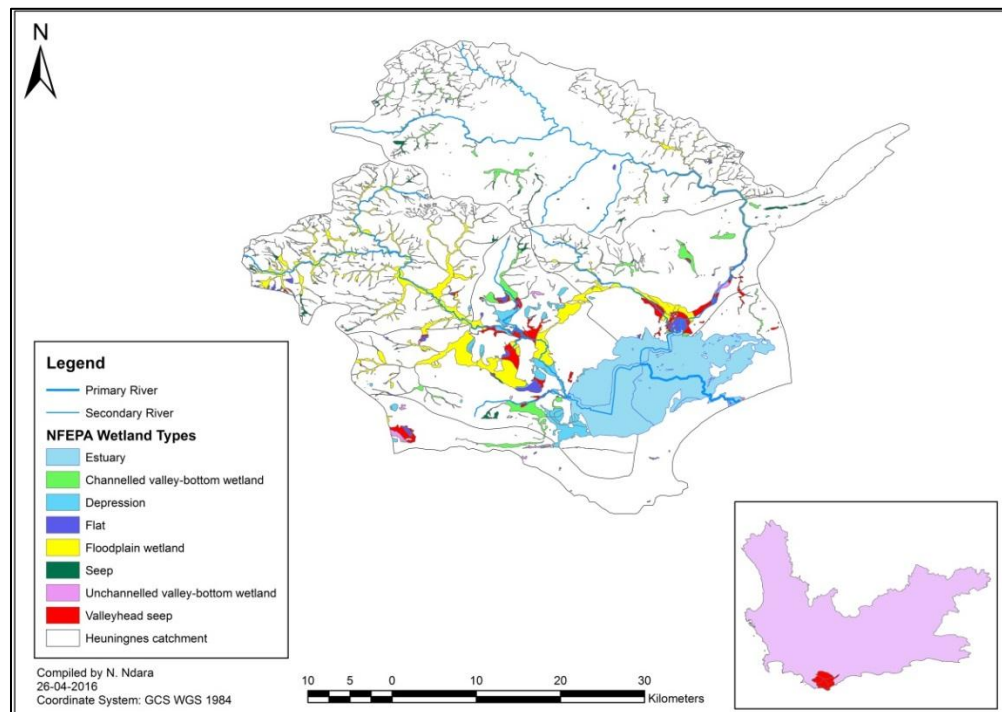 N
Legend
Primary River
Secondary River
NFEPA Wetland Types
Estuary
Channelled valley-bottom wetland
Depression
Flat
Floodplain wetland
Seep
Unchannelled valley-bottom wetland
Valleyhead seep
Heuningnes catchment
Compiled by N. Ndara
26-04-2016
Coordinate System: GCS WGS 1984
10 5 0 10 20 30
Kilometers